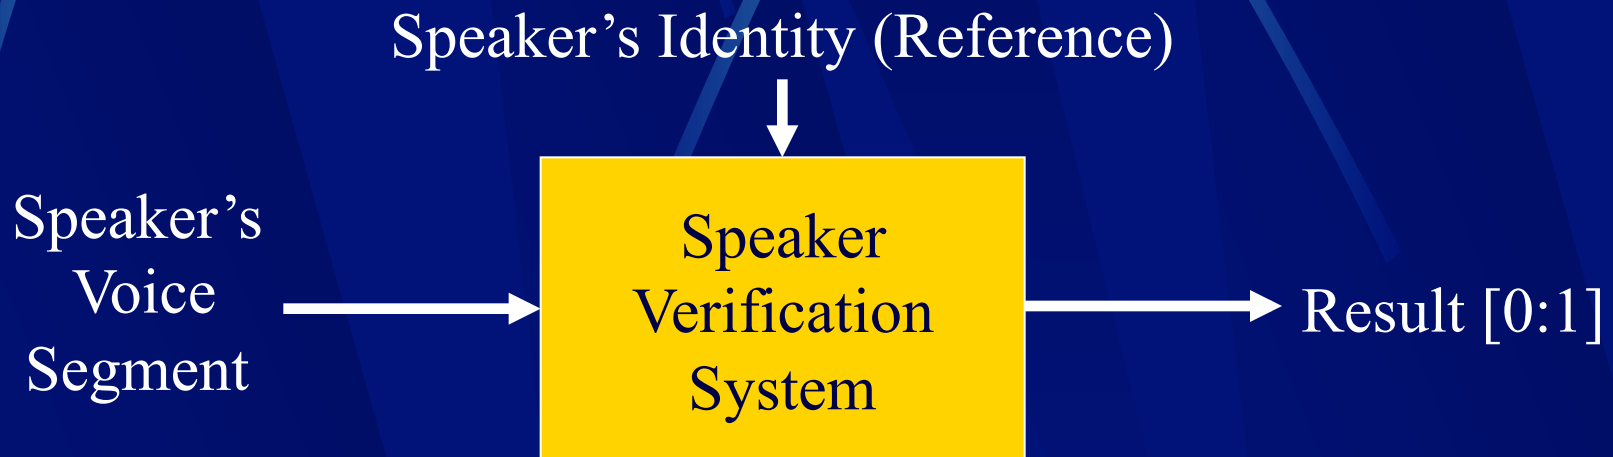 Speaker’s Identity (Reference)
Speaker’s
Voice
Segment
Speaker
Verification
System
Result [0:1]